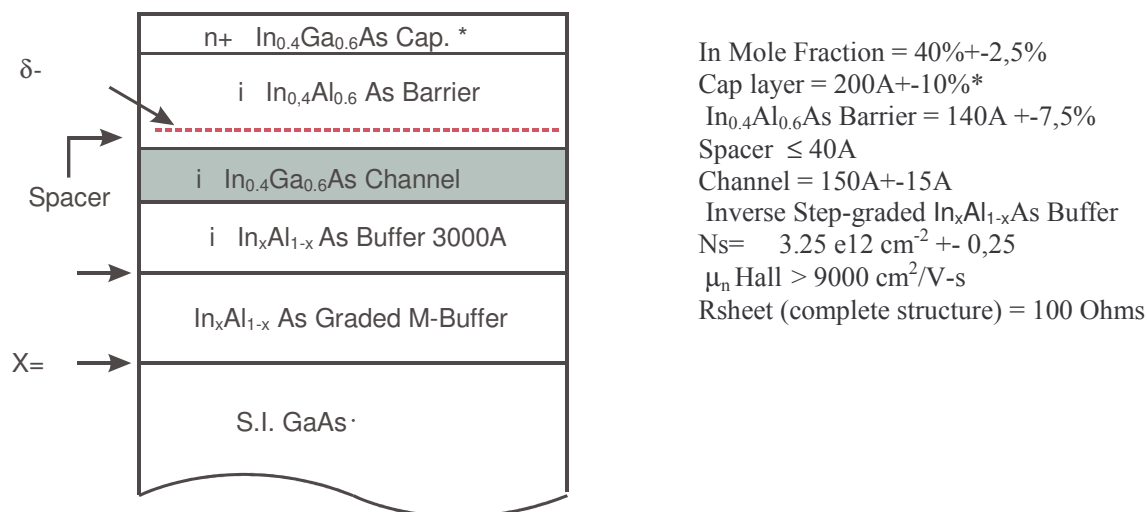 n+ In₀.₄Ga₀.₆As Cap. *
δ-
i In₀,₄Al₀.₆ As Barrier
Spacer
i In₀.₄Ga₀.₆As Channel
i InₓAl₁₋ₓ As Buffer 3000A
InₓAl₁₋ₓ As Graded M-Buffer
X=
S.I. GaAs·
In Mole Fraction = 40%+-2,5%
Cap layer = 200A+-10%*
In₀.₄Al₀.₆As Barrier = 140A +-7,5%
Spacer ≤ 40A
Channel = 150A+-15A
Inverse Step-graded InₓAl₁₋ₓAs Buffer
Ns= 3.25 e12 cm⁻² +- 0,25
μₙ Hall > 9000 cm²/V-s
Rsheet (complete structure) = 100 Ohms